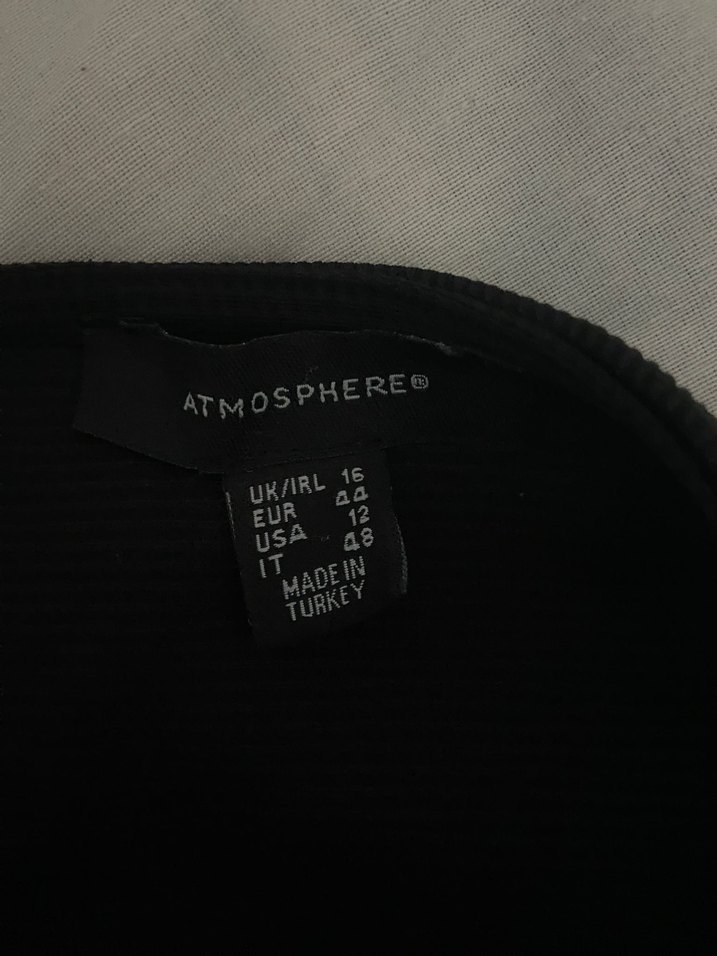 ATMOSPHERE®
UK/IRL 16
EUR 44
USA 12
IT 48
MADE IN
TURKEY